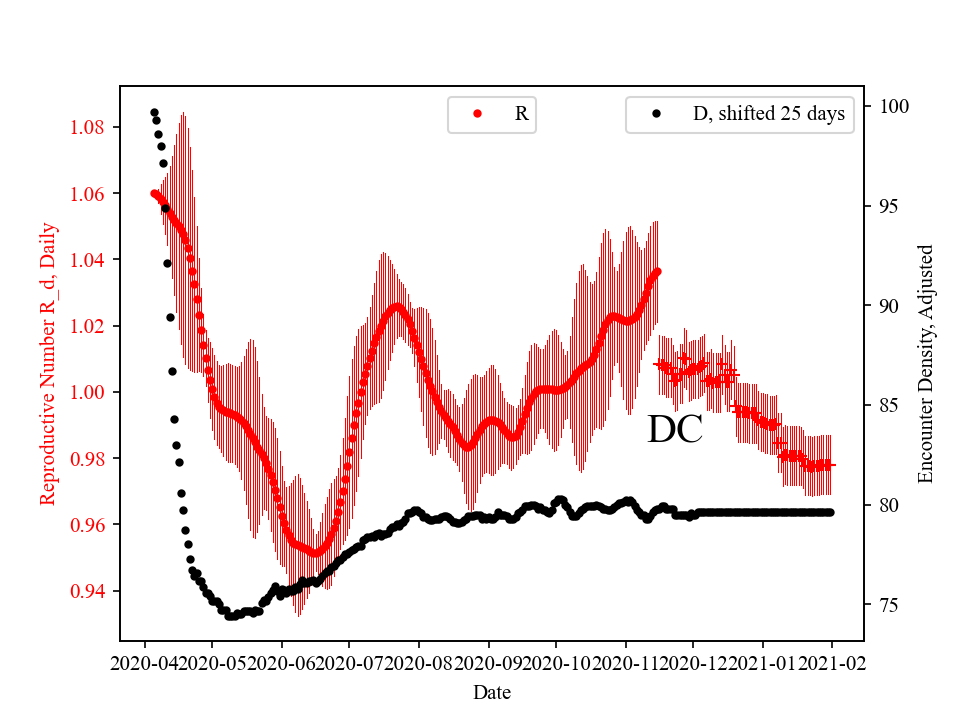 R
D, shifted 25 days
1.08
1.06
1.04
1.02
1.00
0.98
0.96
0.94
Reproductive Number R_d, Daily
100
95
90
85
80
75
Encounter Density, Adjusted
DC
2020-04 2020-05 2020-06 2020-07 2020-08 2020-09 2020-10 2020-11 2020-12 2021-01 2021-02
Date